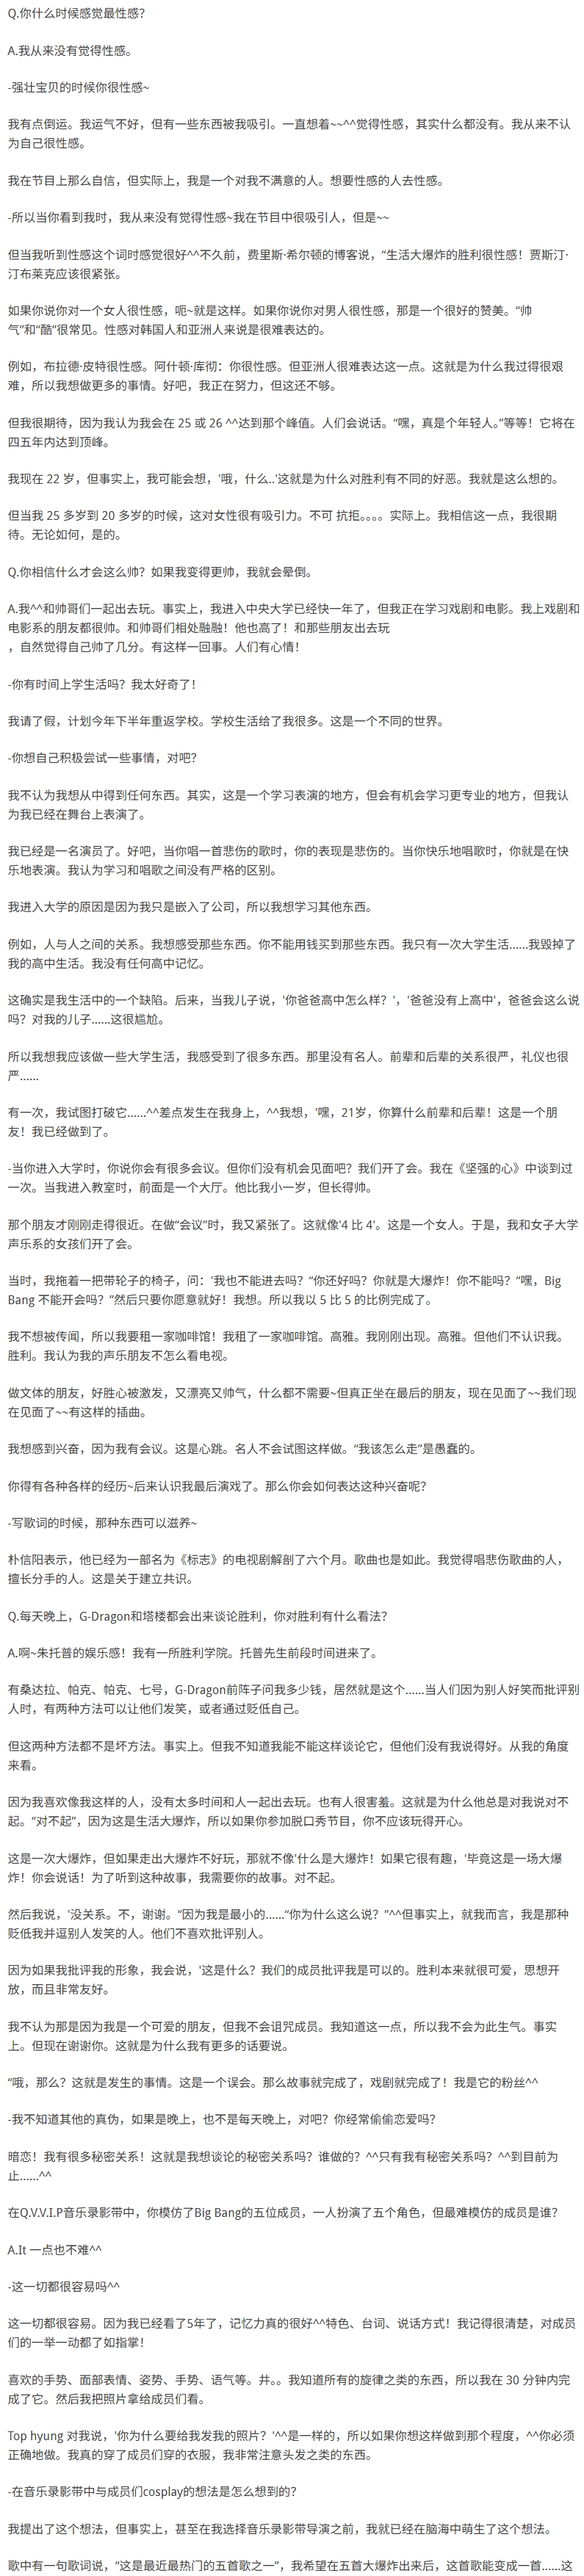 Q.你什么时候感觉最性感？
A.我从来没有觉得性感。
-强壮宝贝的时候你很性感~
我有点倒运。我运气不好，但有一些东西被我吸引。一直想着~~^^觉得性感，其实什么都没有。我从来不认
为自己很性感。
我在节目上那么自信，但实际上，我是一个对我不满意的人。想要性感的人去性感。
-所以当你看到我时，我从来没有觉得性感~我在节目中很吸引人，但是~~
但当我听到性感这个词时感觉很好^^不久前，费里斯·希尔顿的博客说，“生活大爆炸的胜利很性感！贾斯汀·
汀布莱克应该很紧张。
如果你说你对一个女人很性感，呃~就是这样。如果你说你对男人很性感，那是一个很好的赞美。“帅
气”和“酷”很常见。性感对韩国人和亚洲人来说是很难表达的。
例如，布拉德·皮特很性感。阿什顿·库彻：你很性感。但亚洲人很难表达这一点。这就是为什么我过得很艰
难，所以我想做更多的事情。好吧，我正在努力，但这还不够。
但我很期待，因为我认为我会在 25 或 26 ^^达到那个峰值。人们会说话。“嘿，真是个年轻人。”等等！它将在
四五年内达到顶峰。
我现在 22 岁，但事实上，我可能会想，'哦，什么..'这就是为什么对胜利有不同的好恶。我就是这么想的。
但当我 25 多岁到 20 多岁的时候，这对女性很有吸引力。不可 抗拒。。。。实际上。我相信这一点，我很期
待。无论如何，是的。
Q.你相信什么才会这么帅？如果我变得更帅，我就会晕倒。
A.我^^和帅哥们一起出去玩。事实上，我进入中央大学已经快一年了，但我正在学习戏剧和电影。我上戏剧和
电影系的朋友都很帅。和帅哥们相处融融！他也高了！和那些朋友出去玩
，自然觉得自己帅了几分。有这样一回事。人们有心情！
-你有时间上学生活吗？我太好奇了！
我请了假，计划今年下半年重返学校。学校生活给了我很多。这是一个不同的世界。
-你想自己积极尝试一些事情，对吧？
我不认为我想从中得到任何东西。其实，这是一个学习表演的地方，但会有机会学习更专业的地方，但我认
为我已经在舞台上表演了。
我已经是一名演员了。好吧，当你唱一首悲伤的歌时，你的表现是悲伤的。当你快乐地唱歌时，你就是在快
乐地表演。我认为学习和唱歌之间没有严格的区别。
我进入大学的原因是因为我只是嵌入了公司，所以我想学习其他东西。
例如，人与人之间的关系。我想感受那些东西。你不能用钱买到那些东西。我只有一次大学生活……我毁掉了
我的高中生活。我没有任何高中记忆。
这确实是我生活中的一个缺陷。后来，当我儿子说，'你爸爸高中怎么样？'，'爸爸没有上高中'，爸爸会这么说
吗？对我的儿子……这很尴尬。
所以我想我应该做一些大学生活，我感受到了很多东西。那里没有名人。前辈和后辈的关系很严，礼仪也很
严……
有一次，我试图打破它……^^差点发生在我身上，^^我想，'嘿，21岁，你算什么前辈和后辈！这是一个朋
友！我已经做到了。
-当你进入大学时，你说你会有很多会议。但你们没有机会见面吧？我们开了会。我在《坚强的心》中谈到过
一次。当我进入教室时，前面是一个大厅。他比我小一岁，但长得帅。
那个朋友才刚刚走得很近。在做“会议”时，我又紧张了。这就像'4 比 4'。这是一个女人。于是，我和女子大学
声乐系的女孩们开了会。
当时，我拖着一把带轮子的椅子，问：'我也不能进去吗？“你还好吗？你就是大爆炸！你不能吗？“嘿，Big
Bang 不能开会吗？”然后只要你愿意就好！我想。所以我以 5 比 5 的比例完成了。
我不想被传闻，所以我要租一家咖啡馆！我租了一家咖啡馆。高雅。我刚刚出现。高雅。但他们不认识我。
胜利。我认为我的声乐朋友不怎么看电视。
做文体的朋友，好胜心被激发，又漂亮又帅气，什么都不需要~但真正坐在最后的朋友，现在见面了~~我们现
在见面了~~有这样的插曲。
我想感到兴奋，因为我有会议。这是心跳。名人不会试图这样做。“我该怎么走”是愚蠢的。
你得有各种各样的经历~后来认识我最后演戏了。那么你会如何表达这种兴奋呢？
-写歌词的时候，那种东西可以滋养~
朴信阳表示，他已经为一部名为《标志》的电视剧解剖了六个月。歌曲也是如此。我觉得唱悲伤歌曲的人，
擅长分手的人。这是关于建立共识。
Q.每天晚上，G-Dragon和塔楼都会出来谈论胜利，你对胜利有什么看法？
A.啊~朱托普的娱乐感！我有一所胜利学院。托普先生前段时间进来了。
有桑达拉、帕克、帕克、七号，G-Dragon前阵子问我多少钱，居然就是这个……当人们因为别人好笑而批评别
人时，有两种方法可以让他们发笑，或者通过贬低自己。
但这两种方法都不是坏方法。事实上。但我不知道我能不能这样谈论它，但他们没有我说得好。从我的角度
来看。
因为我喜欢像我这样的人，没有太多时间和人一起出去玩。也有人很害羞。这就是为什么他总是对我说对不
起。“对不起”，因为这是生活大爆炸，所以如果你参加脱口秀节目，你不应该玩得开心。
这是一次大爆炸，但如果走出大爆炸不好玩，那就不像'什么是大爆炸！如果它很有趣，'毕竟这是一场大爆
炸！你会说话！为了听到这种故事，我需要你的故事。对不起。
然后我说，'没关系。不，谢谢。“因为我是最小的……“你为什么这么说？”^^但事实上，就我而言，我是那种
贬低我并逗别人发笑的人。他们不喜欢批评别人。
因为如果我批评我的形象，我会说，'这是什么？我们的成员批评我是可以的。胜利本来就很可爱，思想开
放，而且非常友好。
我不认为那是因为我是一个可爱的朋友，但我不会诅咒成员。我知道这一点，所以我不会为此生气。事实
上。但现在谢谢你。这就是为什么我有更多的话要说。
“哦，那么？这就是发生的事情。这是一个误会。那么故事就完成了，戏剧就完成了！我是它的粉丝^^
-我不知道其他的真伪，如果是晚上，也不是每天晚上，对吧？你经常偷偷恋爱吗？
暗恋！我有很多秘密关系！这就是我想谈论的秘密关系吗？谁做的？^^只有我有秘密关系吗？^^到目前为
止……^^
在Q.V.V.I.P音乐录影带中，你模仿了Big Bang的五位成员，一人扮演了五个角色，但最难模仿的成员是谁？
A.It 一点也不难^^
-这一切都很容易吗^^
这一切都很容易。因为我已经看了5年了，记忆力真的很好^^特色、台词、说话方式！我记得很清楚，对成员
们的一举一动都了如指掌！
喜欢的手势、面部表情、姿势、手势、语气等。井。。我知道所有的旋律之类的东西，所以我在 30 分钟内完
成了它。然后我把照片拿给成员们看。
Top hyung 对我说，'你为什么要给我发我的照片？'^^是一样的，所以如果你想这样做到那个程度，^^你必须
正确地做。我真的穿了成员们穿的衣服，我非常注意头发之类的东西。
-在音乐录影带中与成员们cosplay的想法是怎么想到的？
我提出了这个想法，但事实上，甚至在我选择音乐录影带导演之前，我就已经在脑海中萌生了这个想法。
歌中有一句歌词说，“这是最近最热门的五首歌之一”，我希望在五首大爆炸出来后，这首歌能变成一首……这